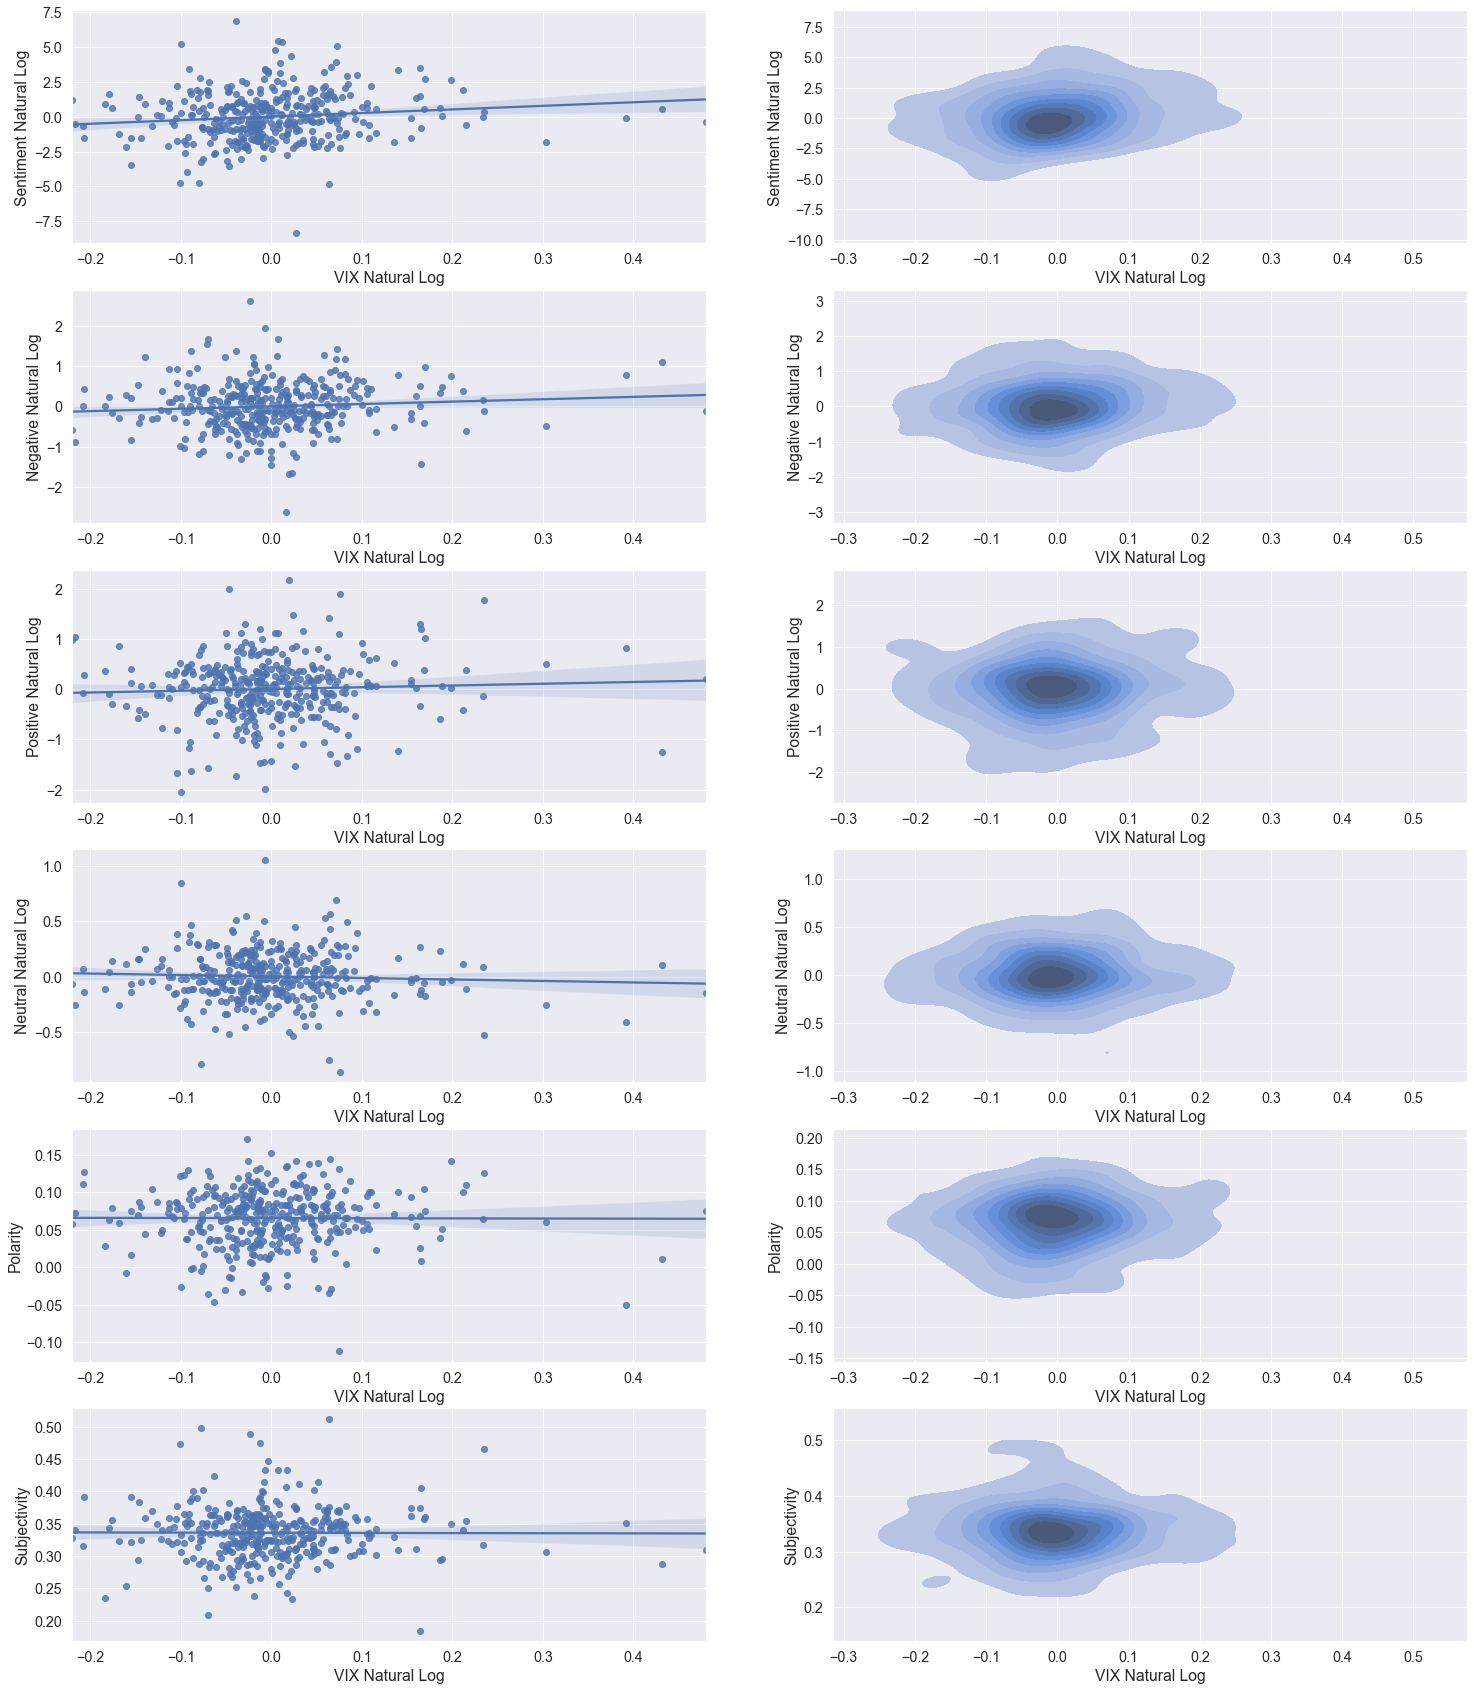 7.5
5.0
2.5
0.0
−2.5
−5.0
−7.5
Sentiment Natural Log
−0.2 −0.1 0.0 0.1 0.2 0.3 0.4
VIX Natural Log
7.5
5.0
2.5
0.0
−2.5
−5.0
−7.5
−10.0
Sentiment Natural Log
−0.3 −0.2 −0.1 0.0 0.1 0.2 0.3 0.4 0.5
VIX Natural Log
2
1
0
−1
−2
Negative Natural Log
−0.2 −0.1 0.0 0.1 0.2 0.3 0.4
VIX Natural Log
3
2
1
0
−1
−2
−3
Negative Natural Log
−0.3 −0.2 −0.1 0.0 0.1 0.2 0.3 0.4 0.5
VIX Natural Log
2
1
0
−1
−2
Positive Natural Log
−0.2 −0.1 0.0 0.1 0.2 0.3 0.4
VIX Natural Log
2
1
0
−1
−2
Positive Natural Log
−0.3 −0.2 −0.1 0.0 0.1 0.2 0.3 0.4 0.5
VIX Natural Log
1.0
0.5
0.0
−0.5
Neutral Natural Log
−0.2 −0.1 0.0 0.1 0.2 0.3 0.4
VIX Natural Log
1.0
0.5
0.0
−0.5
−1.0
Neutral Natural Log
−0.3 −0.2 −0.1 0.0 0.1 0.2 0.3 0.4 0.5
VIX Natural Log
0.15
0.10
0.05
0.00
−0.05
−0.10
Polarity
−0.2 −0.1 0.0 0.1 0.2 0.3 0.4
VIX Natural Log
0.20
0.15
0.10
0.05
0.00
−0.05
−0.10
−0.15
Polarity
−0.3 −0.2 −0.1 0.0 0.1 0.2 0.3 0.4 0.5
VIX Natural Log
0.50
0.45
0.40
0.35
0.30
0.25
0.20
Subjectivity
−0.2 −0.1 0.0 0.1 0.2 0.3 0.4
VIX Natural Log
0.5
0.4
0.3
0.2
Subjectivity
−0.3 −0.2 −0.1 0.0 0.1 0.2 0.3 0.4 0.5
VIX Natural Log